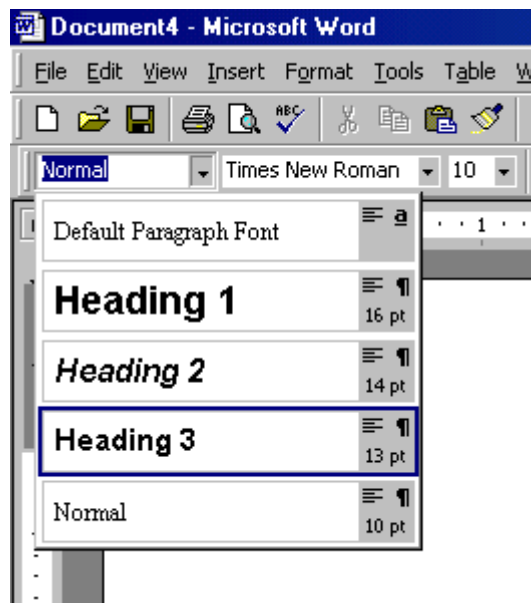 Document4 - Microsoft Word
File Edit View Insert Format Tools Table W
ABC
Normal Times New Roman 10
Default Paragraph Font a
1
Heading 1
16 pt
Heading 2
14 pt
Heading 3
13 pt
Normal
10 pt